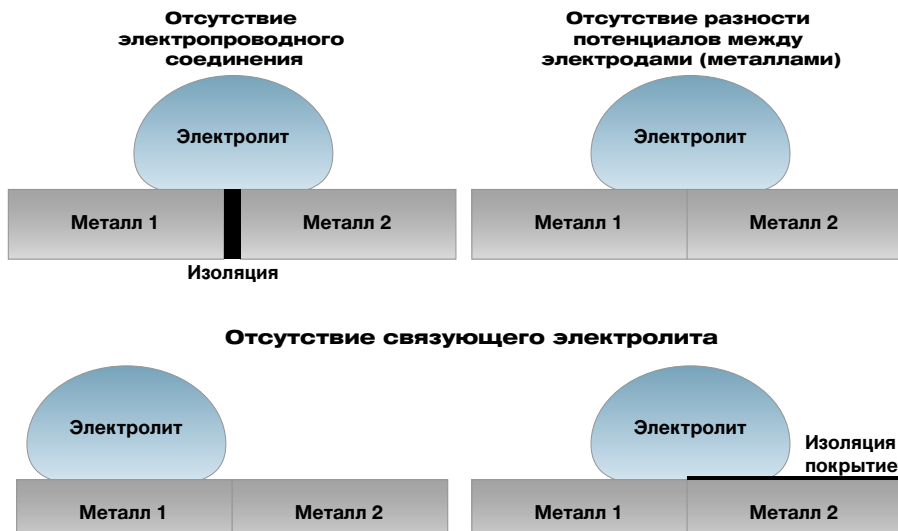 Отсутствие
электропроводного
соединения
Электролит
Металл 1
Металл 2
Изоляция
Отсутствие разности
потенциалов между
электродами (металлами)
Электролит
Металл 1
Металл 2
Отсутствие связующего электролита
Электролит
Металл 1
Металл 2
Электролит
Изоляция
покрытие
Металл 1
Металл 2